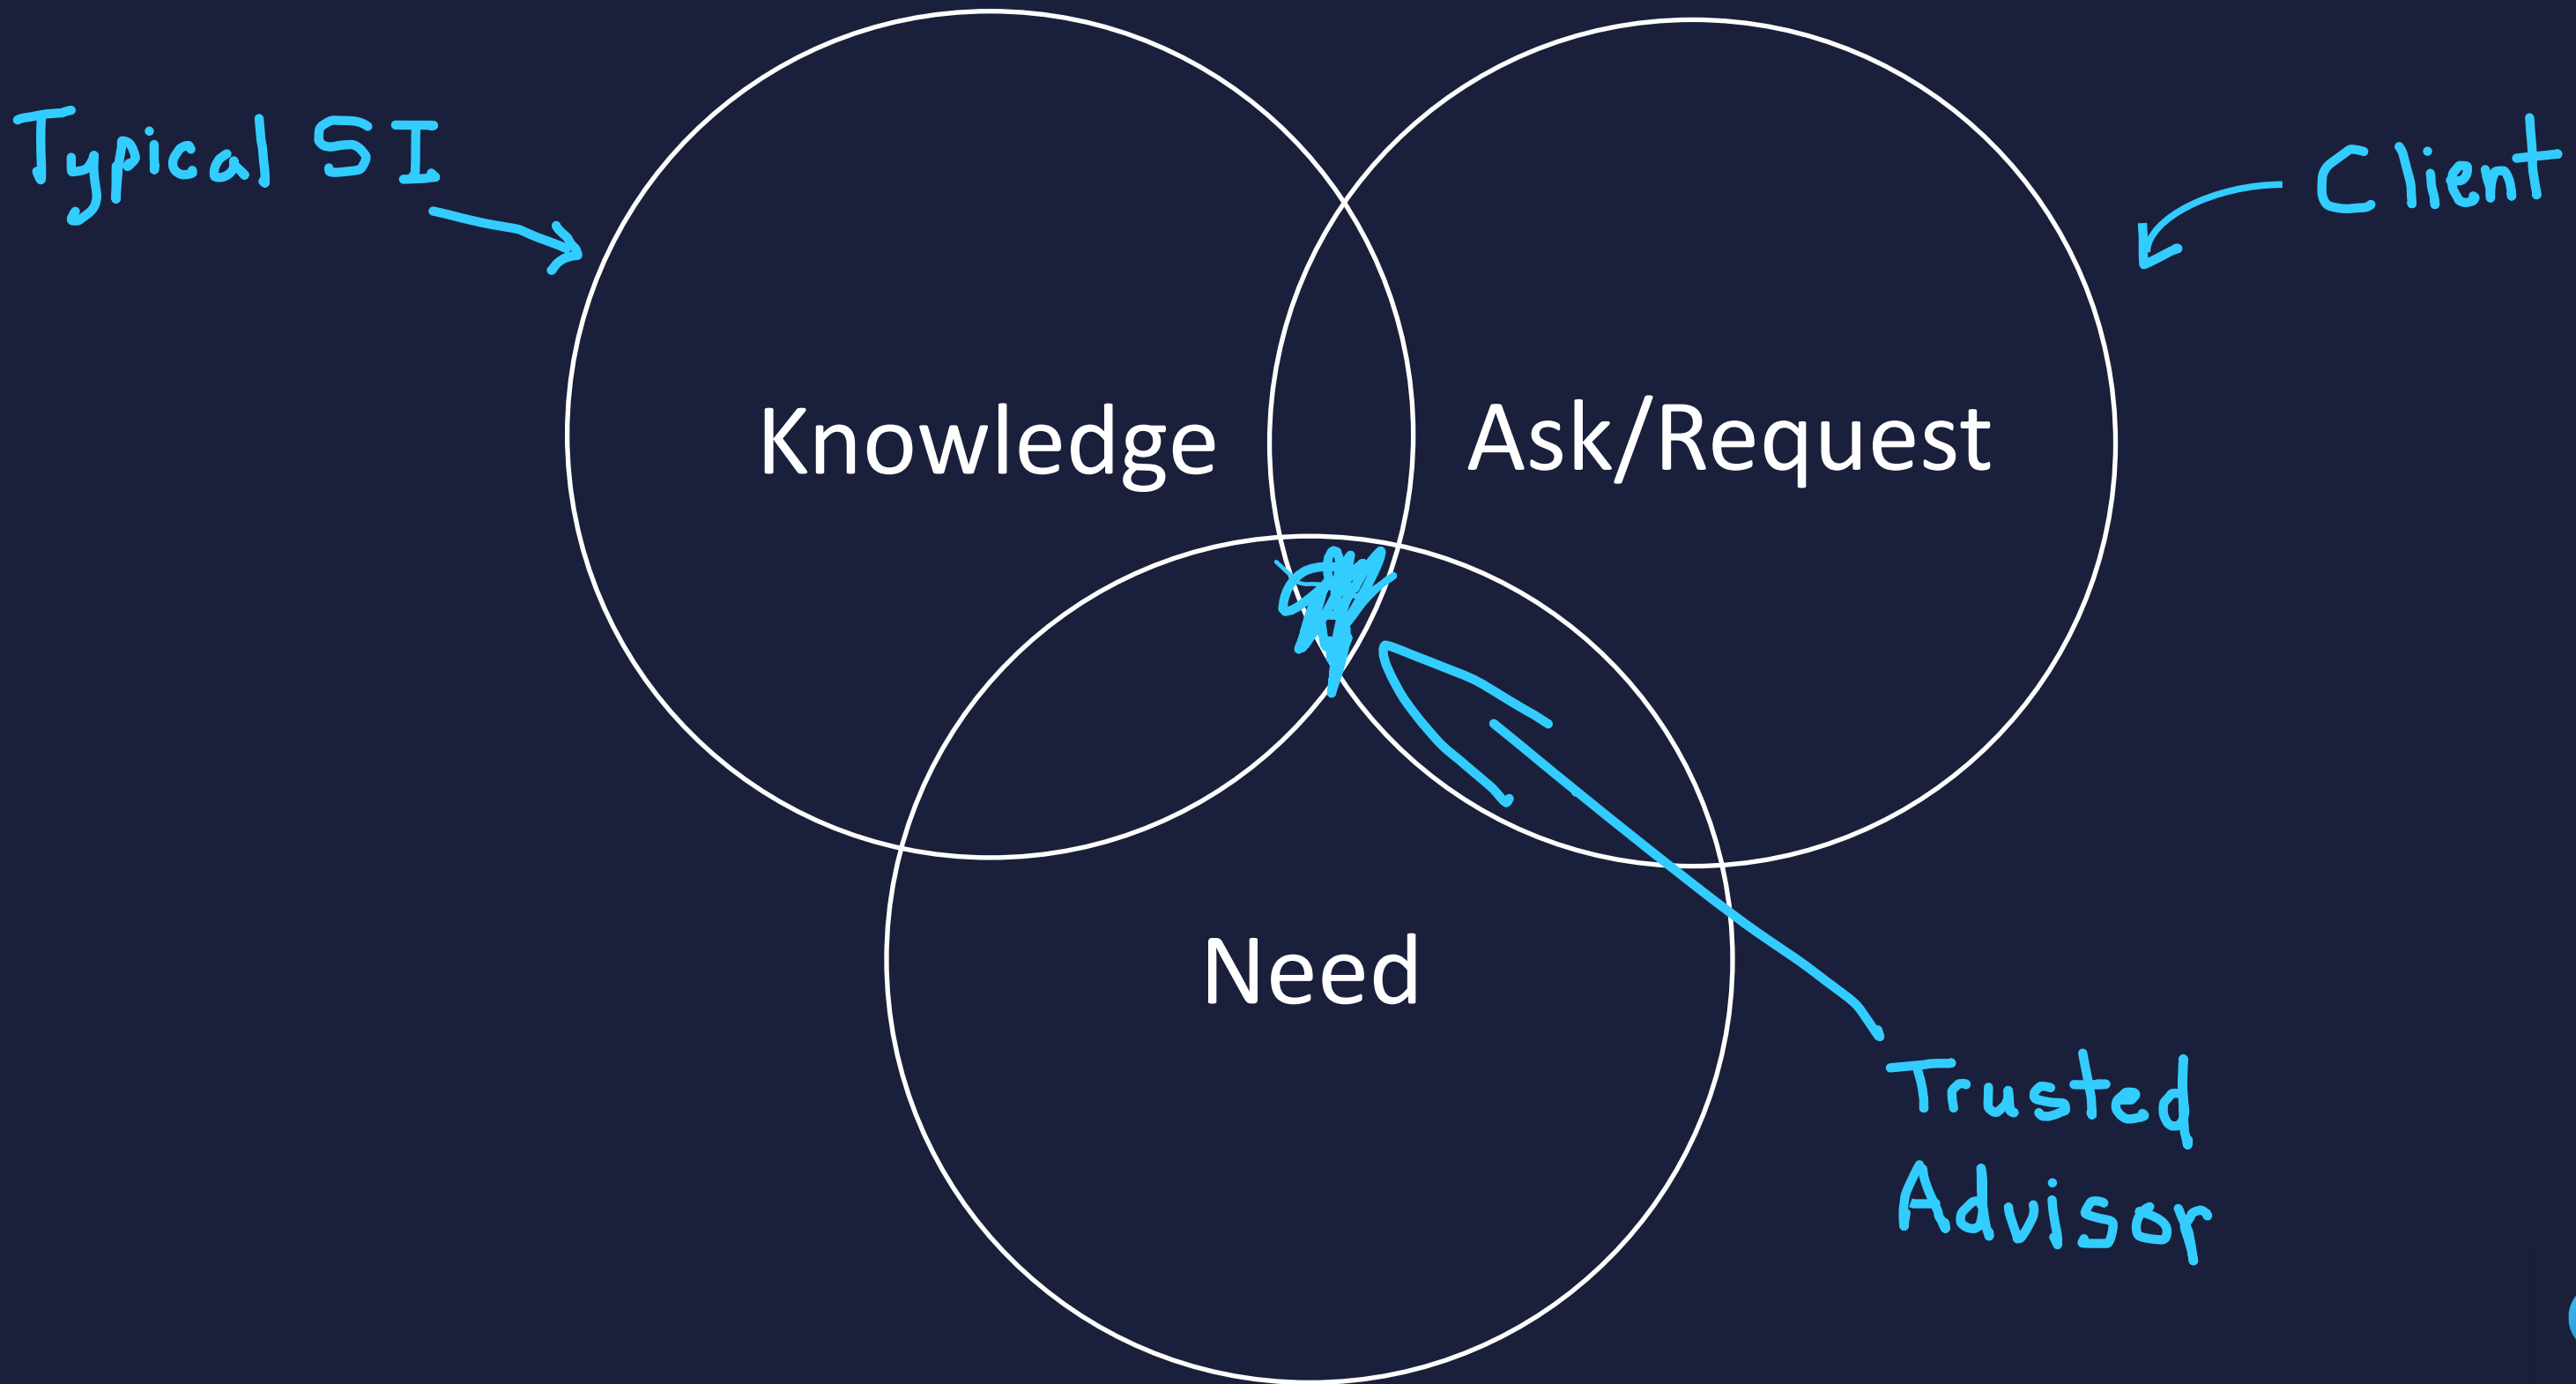 Typical SI
Client
Knowledge
Ask/Request
Need
Trusted
Advisor